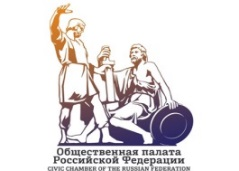 Общественная палата
Российской Федерации
CIVIC CHAMBER OF THE RUSSIAN FEDERATION